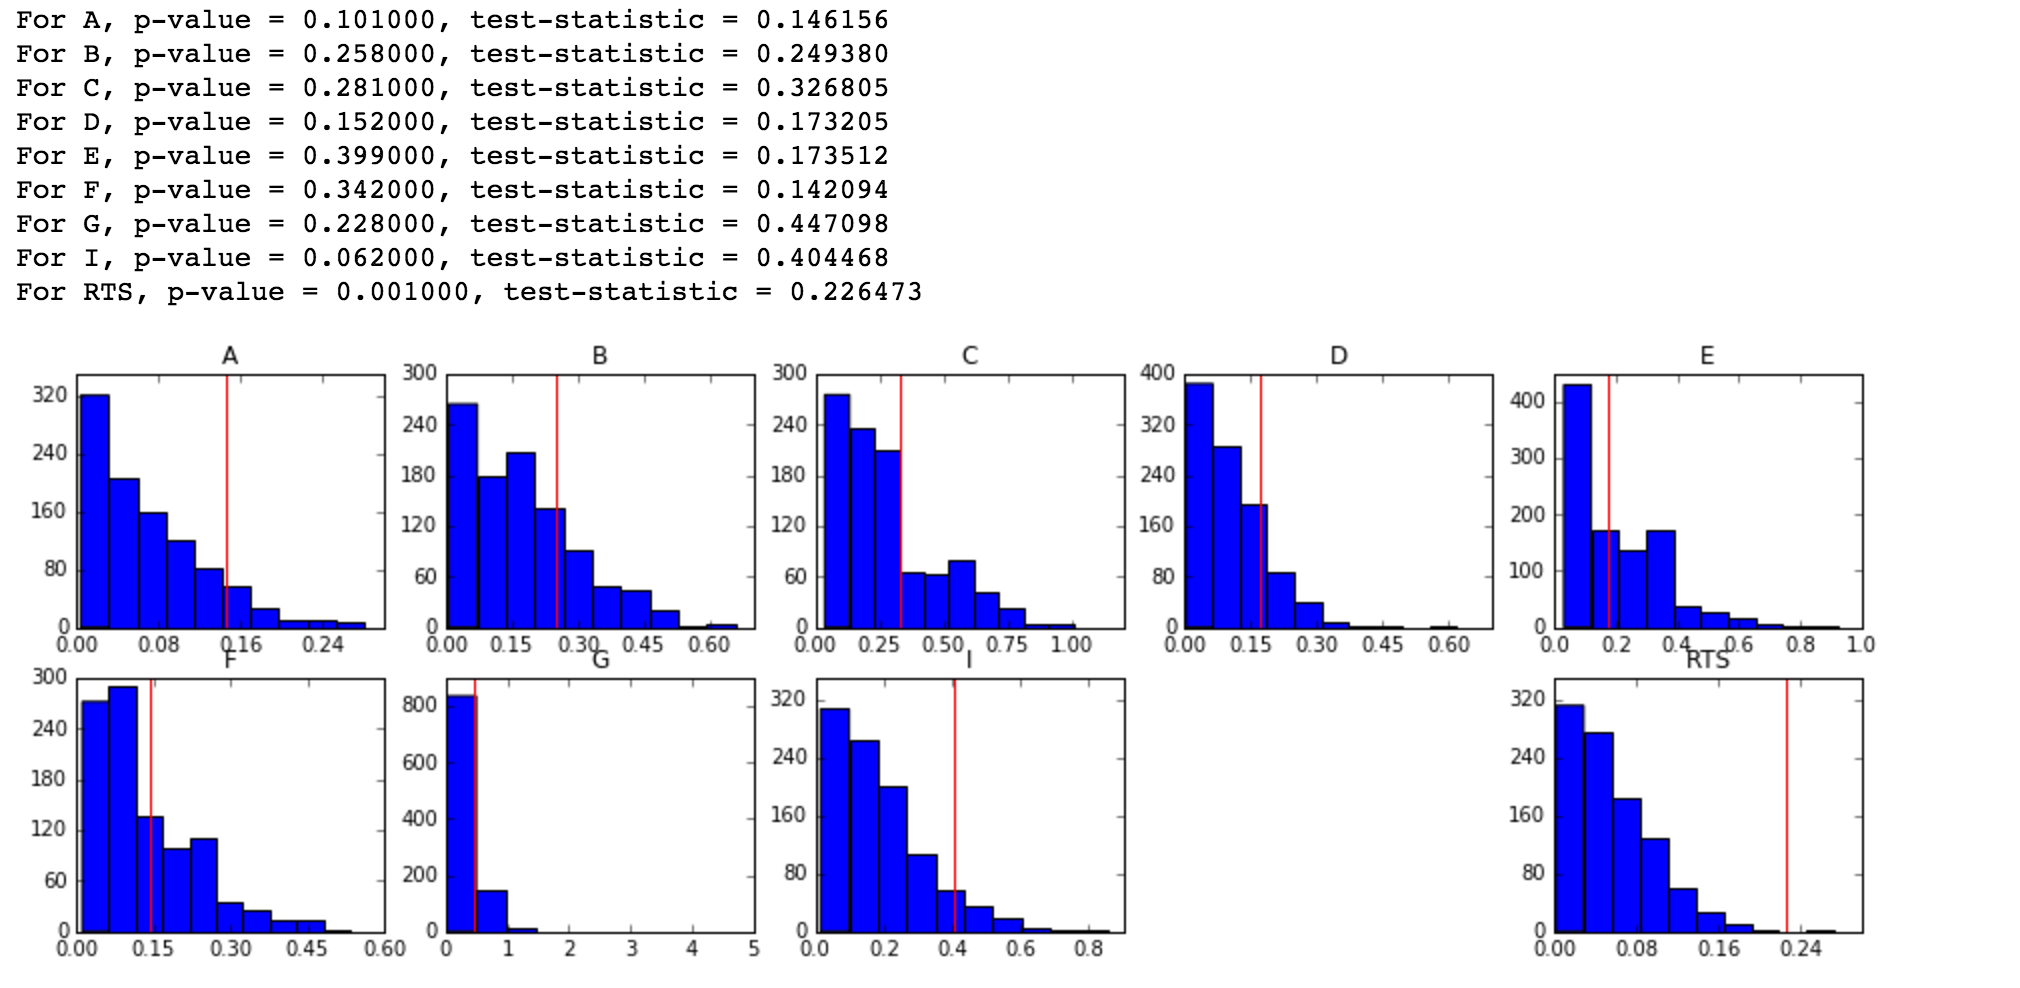 For A, p-value = 0.101000, test-statistic = 0.146156
For B, p-value = 0.258000, test-statistic = 0.249380
For C, p-value = 0.281000, test-statistic = 0.326805
For D, p-value = 0.152000, test-statistic = 0.173205
For E, p-value = 0.399000, test-statistic = 0.173512
For F, p-value = 0.342000, test-statistic = 0.142094
For G, p-value = 0.228000, test-statistic = 0.447098
For I, p-value = 0.062000, test-statistic = 0.404468
For RTS, p-value = 0.001000, test-statistic = 0.226473
A
320
240
160
80
0
0.00 0.08 0.16 0.24
B
300
240
180
120
60
0
0.00 0.15 0.30 0.45 0.60
C
300
240
180
120
60
0
0.00 0.25 0.50 0.75 1.00
D
400
320
240
160
80
0
0.00 0.15 0.30 0.45 0.60
E
400
300
200
100
0
0.0 0.2 0.4 0.6 0.8 1.0
F
300
240
180
120
60
0
0.00 0.15 0.30 0.45 0.60
G
800
600
400
200
0
0 1 2 3 4 5
I
320
240
160
80
0
0.0 0.2 0.4 0.6 0.8
RTS
320
240
160
80
0
0.00 0.08 0.16 0.24